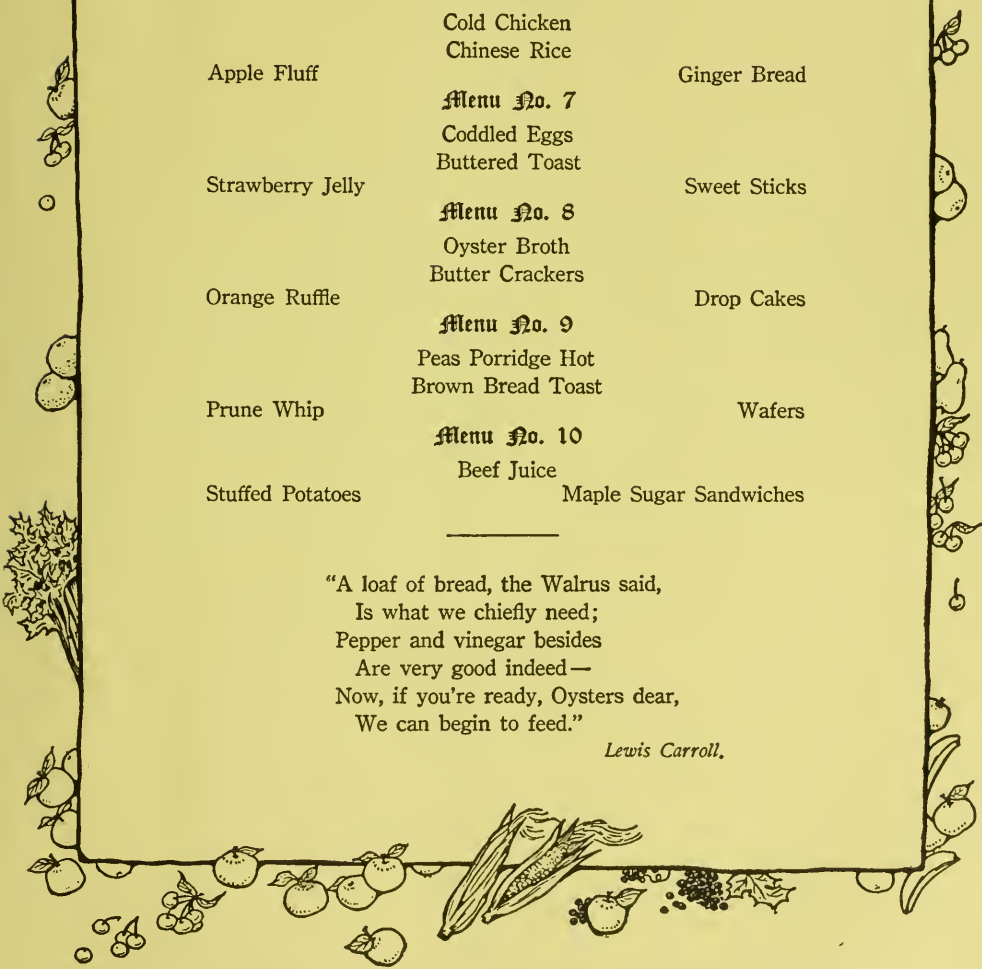 Cold Chicken
Chinese Rice
Apple Fluff Ginger Bread
Menu No. 7
Coddled Eggs
Buttered Toast
Strawberry Jelly Sweet Sticks
Menu No. 8
Oyster Broth
Butter Crackers
Orange Ruffle Drop Cakes
Menu No. 9
Peas Porridge Hot
Brown Bread Toast
Prune Whip Wafers
Menu No. 10
Beef Juice
Stuffed Potatoes Maple Sugar Sandwiches
“A loaf of bread, the Walrus said,
Is what we chiefly need;
Pepper and vinegar besides
Are very good indeed—
Now, if you're ready, Oysters dear,
We can begin to feed.”
Lewis Carroll.